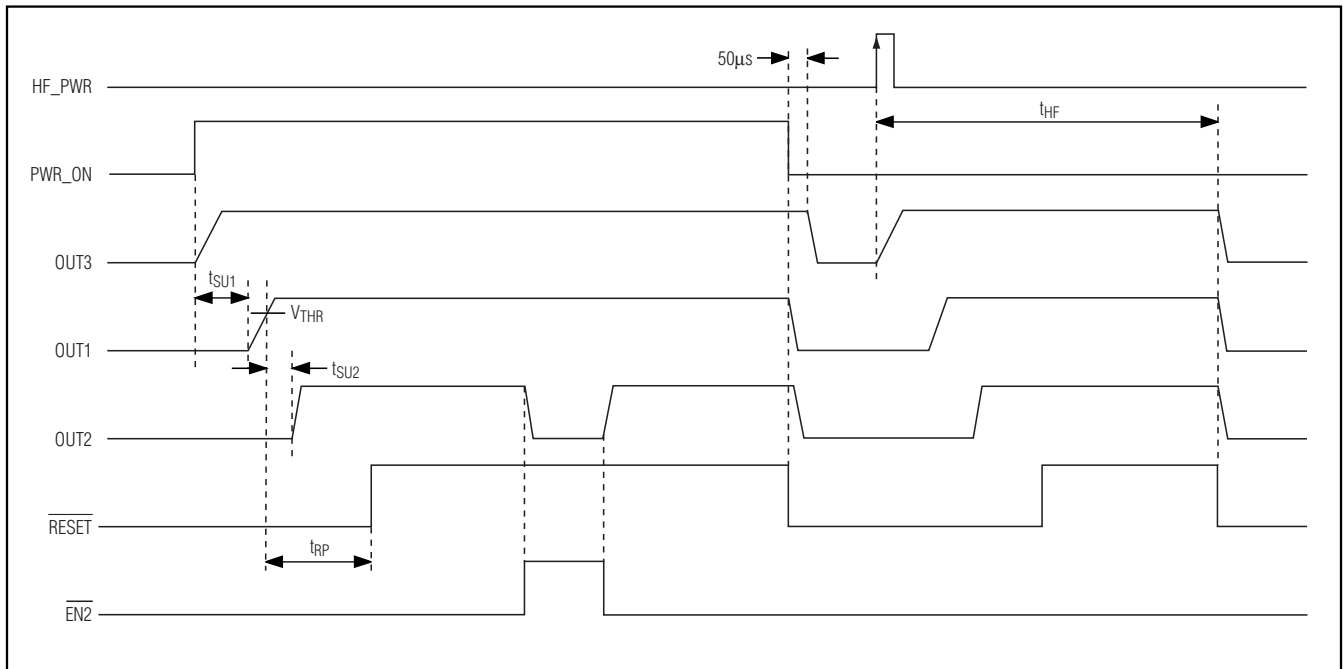 50µs
HF_PWR
tHF
PWR_ON
OUT3
tSU1
VTHR
OUT1
tSU2
OUT2
RESET
tRP
EN2